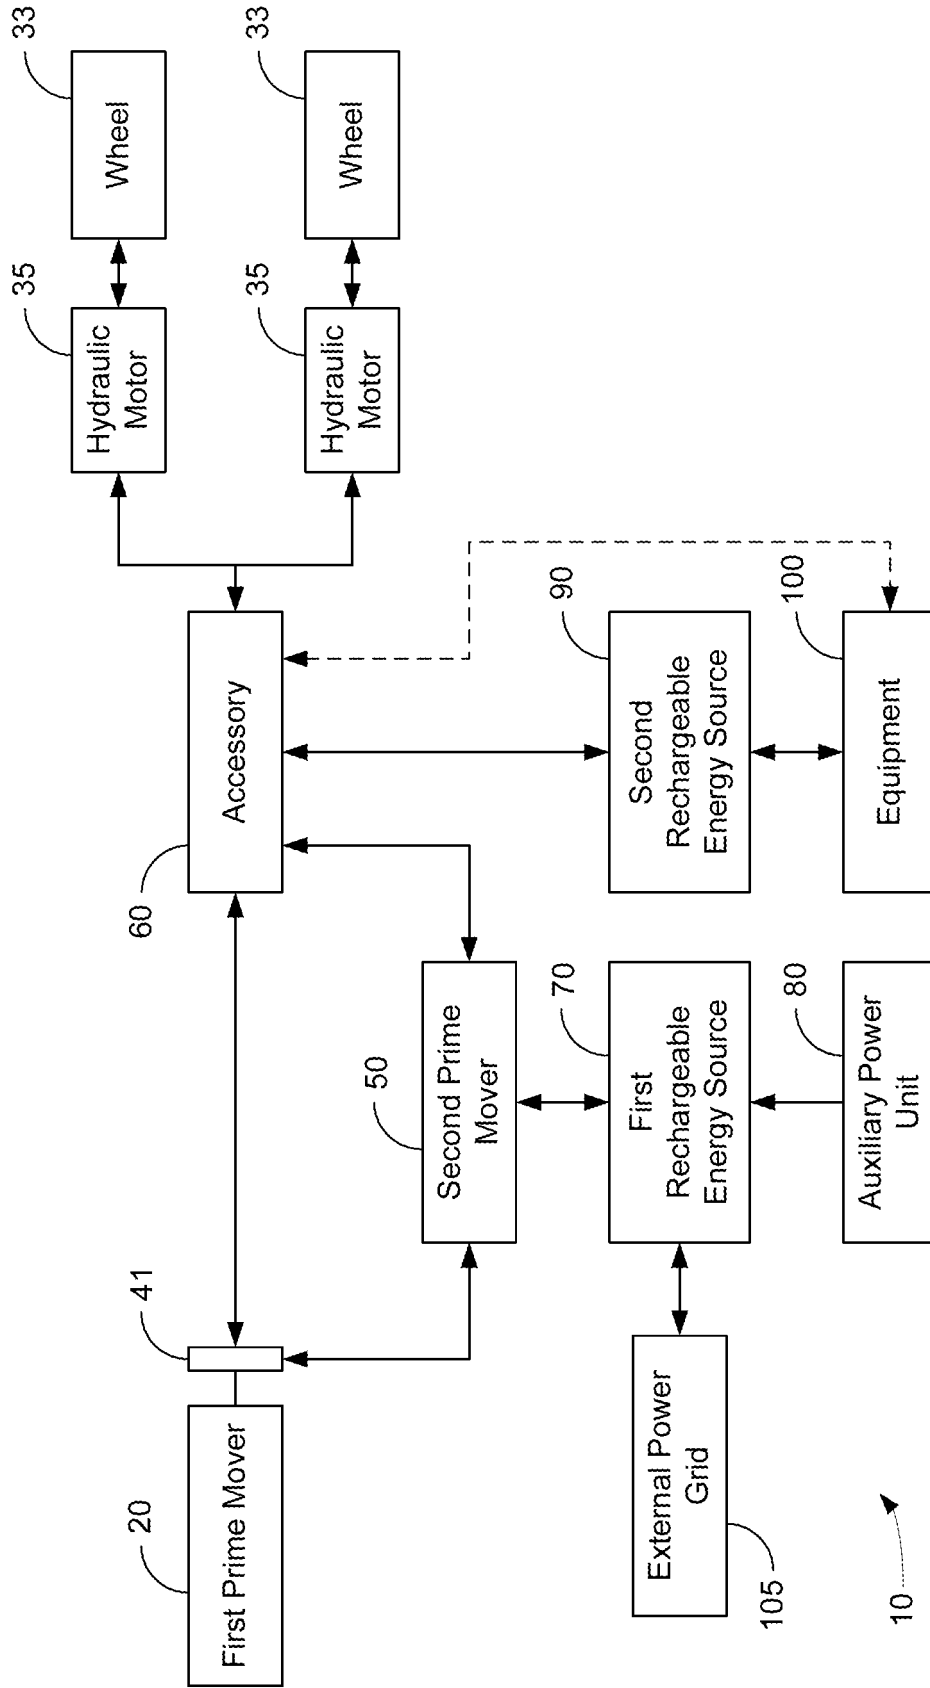 33
33
Wheel
Wheel
35
35
Hydraulic
Motor
Hydraulic
Motor
60
Accessory
90
100
Second
Rechargeable
Energy Source
Equipment
41
50
70
80
Second Prime
Mover
First
Rechargeable
Energy Source
Auxiliary Power
Unit
20
First Prime Mover
External Power
Grid
105
10